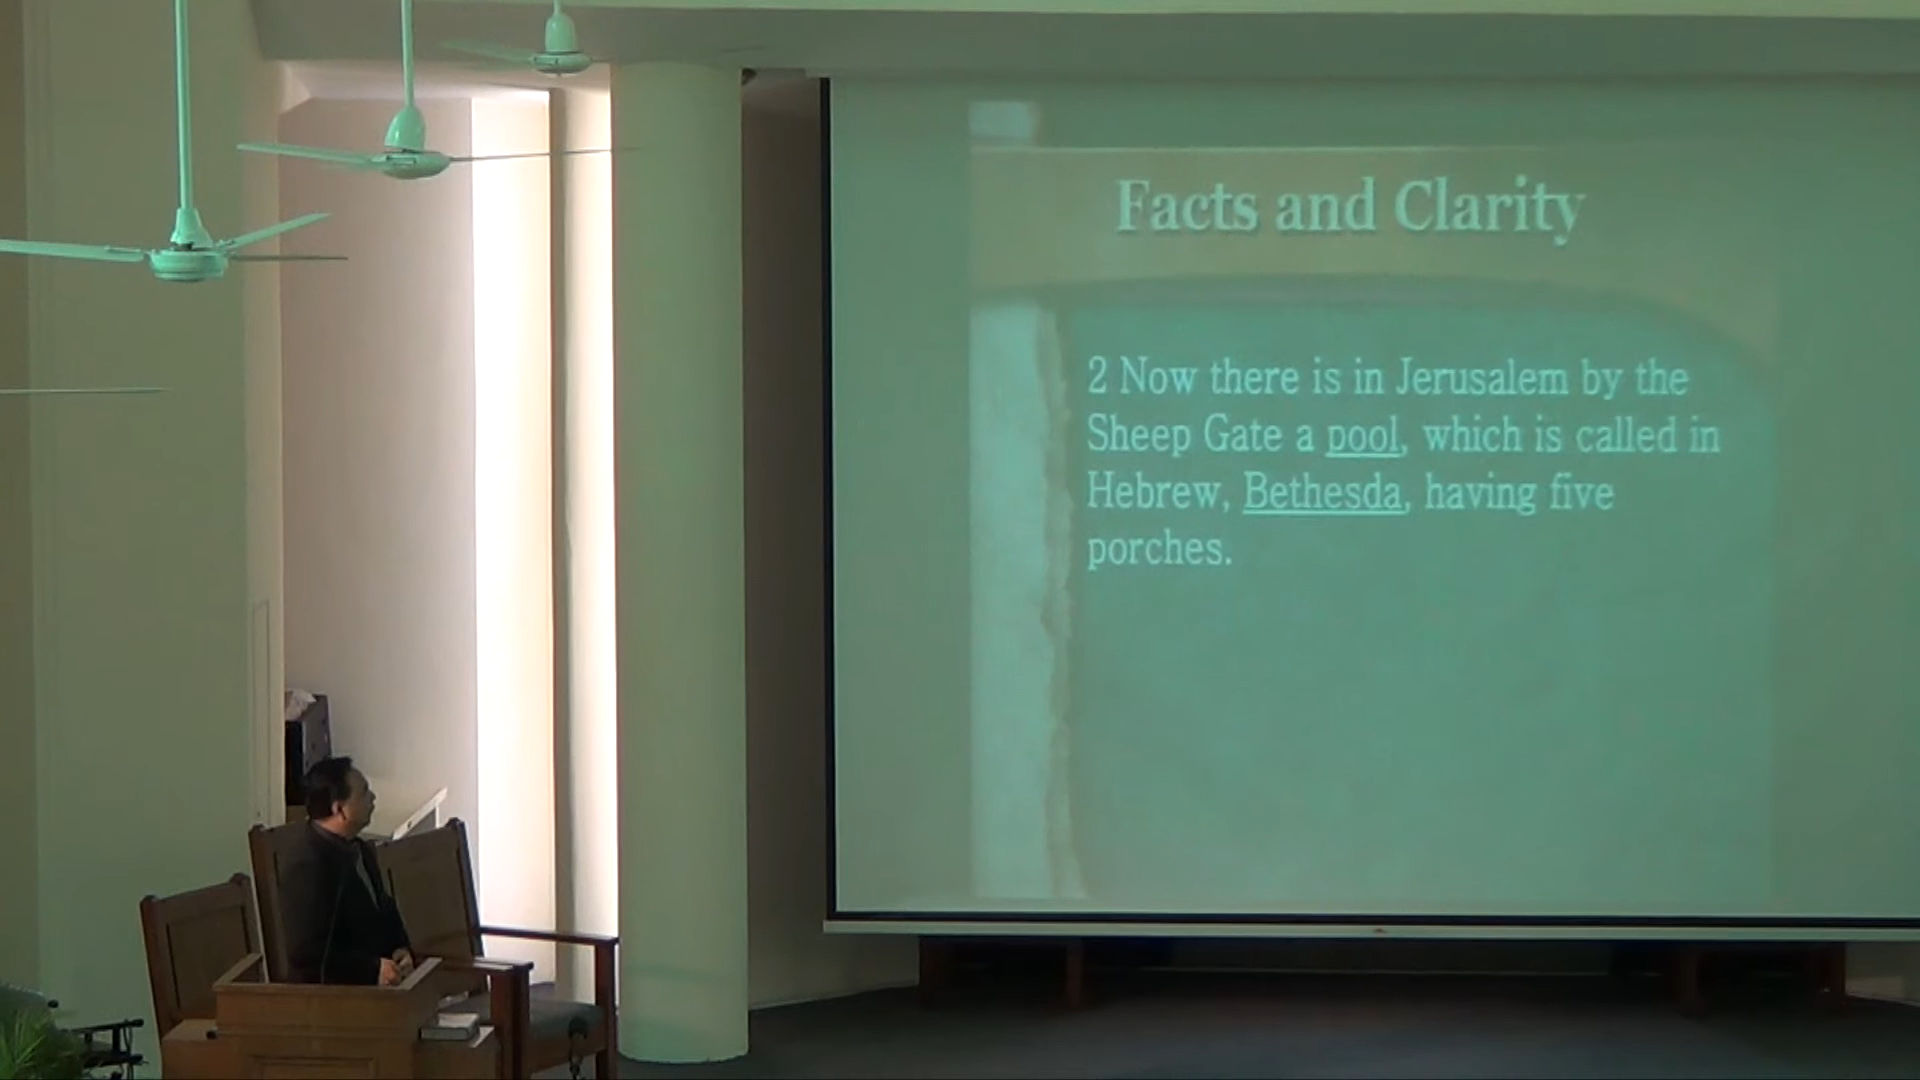 Facts and Clarity
2 Now there is in Jerusalem by the
Sheep Gate a pool, which is called in
Hebrew, Bethesda, having five
porches.